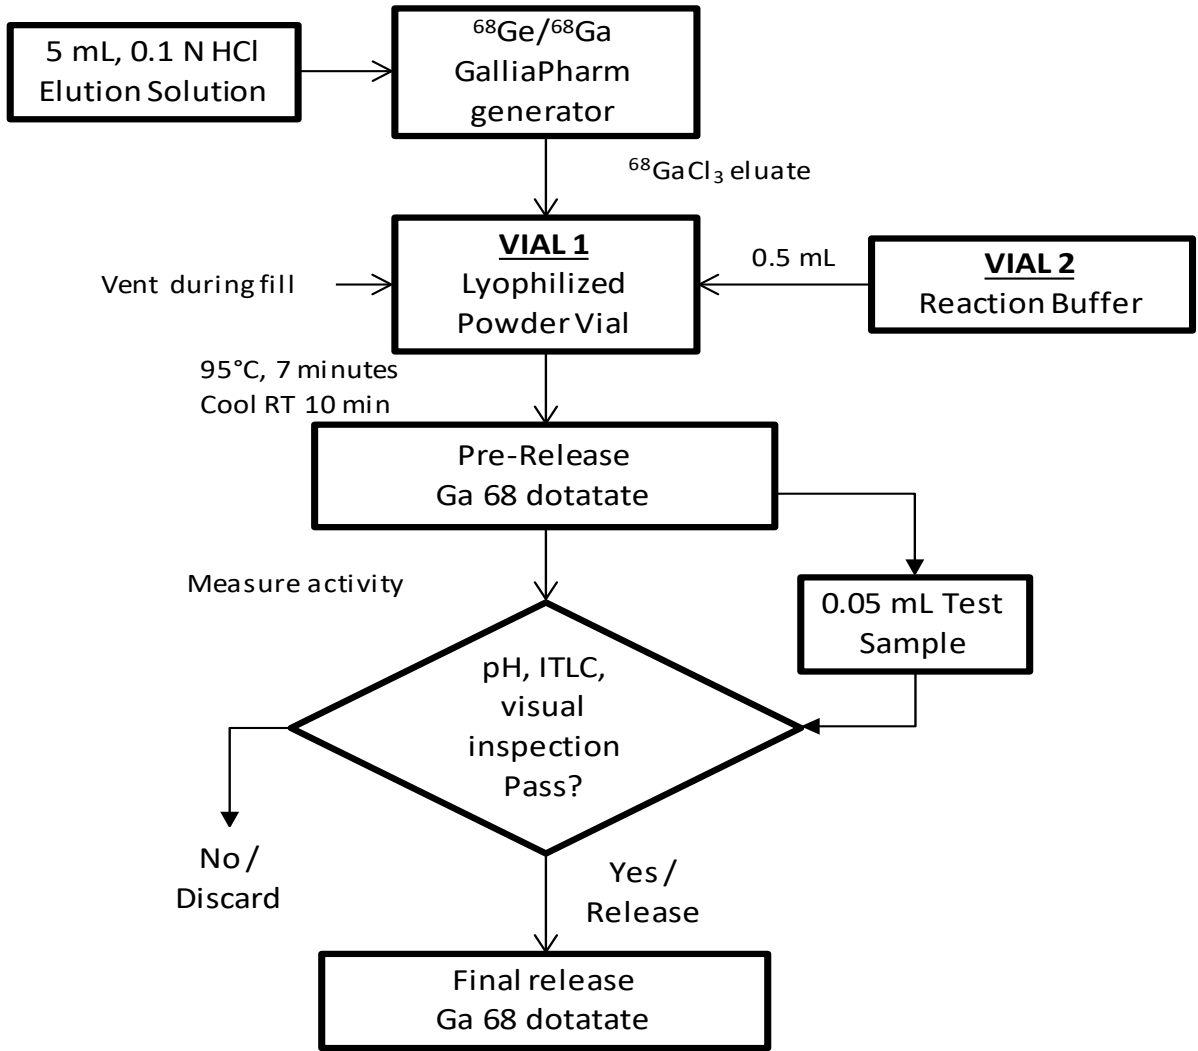 5 mL, 0.1 N HCl
Elution Solution
⁶⁸Ge/⁶⁸Ga
GalliaPharm
generator
⁶⁸GaCl₃ eluate
Vent during fill
VIAL 1
Lyophilized
Powder Vial
0.5 mL
VIAL 2
Reaction Buffer
95°C, 7 minutes
Cool RT 10 min
Pre-Release
Ga 68 dotatate
Measure activity
0.05 mL Test
Sample
pH, ITLC,
visual
inspection
Pass?
No /
Discard
Yes /
Release
Final release
Ga 68 dotatate